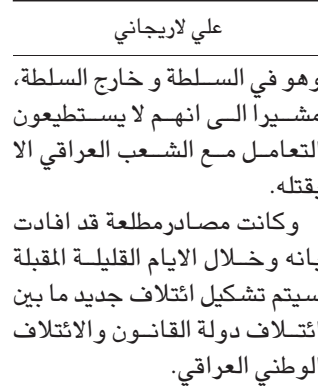 علي لاريجاني
وهو في السلطة و خارج السلطة،
مشيرا الى انهم لا يستطيعون
التعامل مع الشعب العراقي الا
بقتله.
وكانت مصادرمطلعة قد افادت
بانه وخلال الايام القليلة المقبلة
سيتم تشكيل ائتلاف جديد ما بين
ائتلاف دولة القانون والائتلاف
الوطني العراقي.